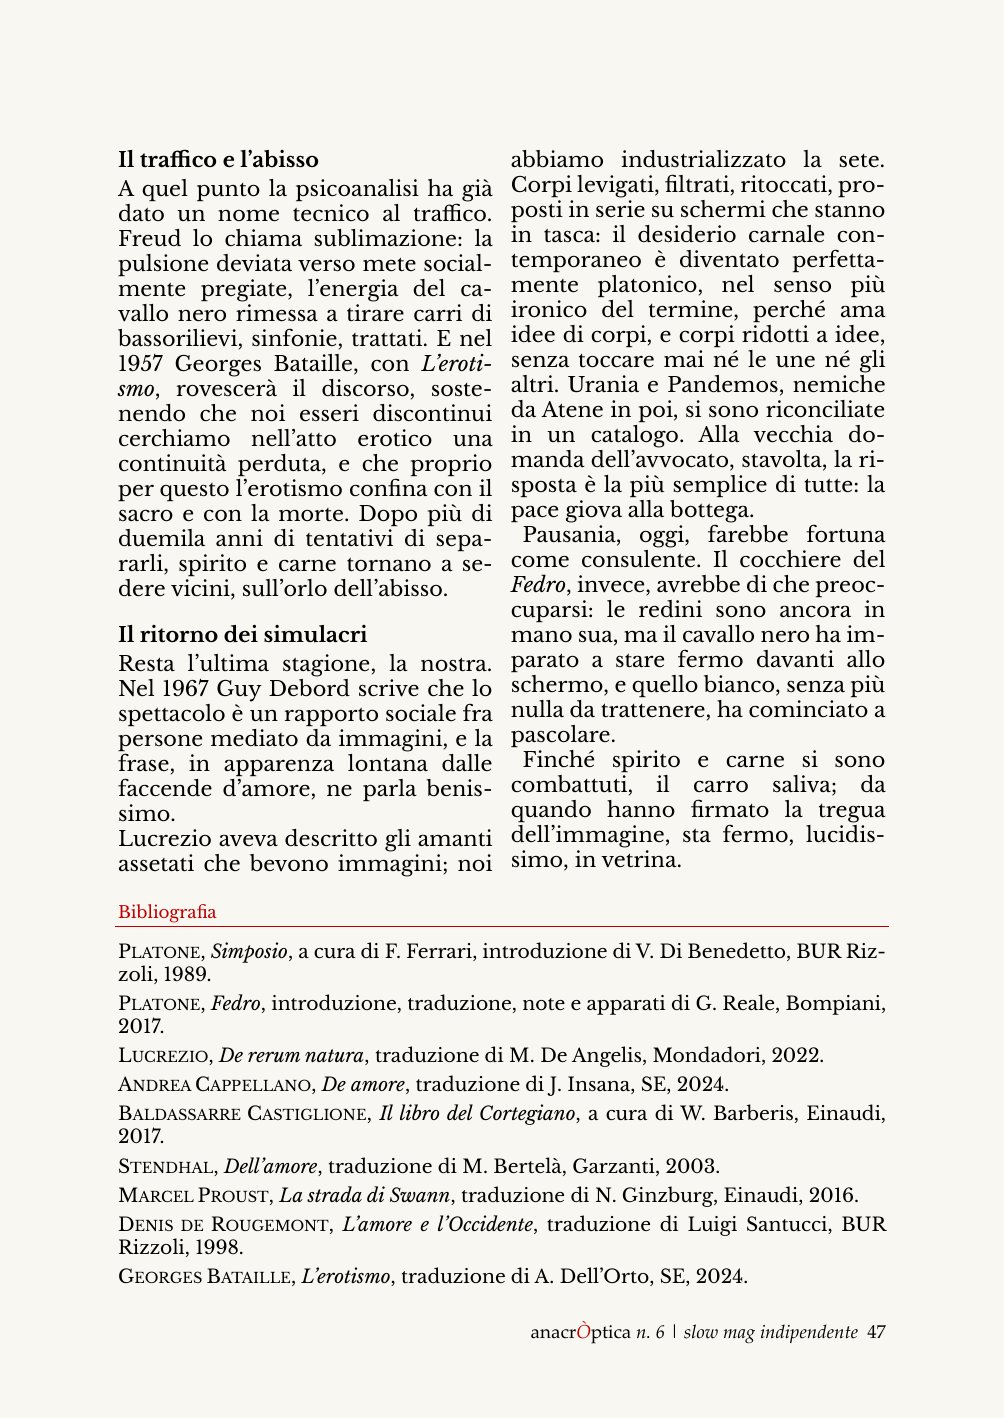 Il traffico e l’abisso
A quel punto la psicoanalisi ha già
dato un nome tecnico al traffico.
Freud lo chiama sublimazione: la
pulsione deviata verso mete social-
mente pregiate, l’energia del ca-
vallo nero rimessa a tirare carri di
bassorilievi, sinfonie, trattati. E nel
1957 Georges Bataille, con L’eroti-
smo, rovescerà il discorso, soste-
nendo che noi esseri discontinui
cerchiamo nell’atto erotico una
continuità perduta, e che proprio
per questo l’erotismo confina con il
sacro e con la morte. Dopo più di
duemila anni di tentativi di sepa-
rarli, spirito e carne tornano a se-
dere vicini, sull’orlo dell’abisso.
Il ritorno dei simulacri
Resta l’ultima stagione, la nostra.
Nel 1967 Guy Debord scrive che lo
spettacolo è un rapporto sociale fra
persone mediato da immagini, e la
frase, in apparenza lontana dalle
faccende d’amore, ne parla benis-
simo.
Lucrezio aveva descritto gli amanti
assetati che bevono immagini; noi
abbiamo industrializzato la sete.
Corpi levigati, filtrati, ritoccati, pro-
posti in serie su schermi che stanno
in tasca: il desiderio carnale con-
temporaneo è diventato perfetta-
mente platonico, nel senso più
ironico del termine, perché ama
idee di corpi, e corpi ridotti a idee,
senza toccare mai né le une né gli
altri. Urania e Pandemos, nemiche
da Atene in poi, si sono riconciliate
in un catalogo. Alla vecchia do-
manda dell’avvocato, stavolta, la ri-
sposta è la più semplice di tutte: la
pace giova alla bottega.
Pausania, oggi, farebbe fortuna
come consulente. Il cocchiere del
Fedro, invece, avrebbe di che preoc-
cuparsi: le redini sono ancora in
mano sua, ma il cavallo nero ha im-
parato a stare fermo davanti allo
schermo, e quello bianco, senza più
nulla da trattenere, ha cominciato a
pascolare.
Finché spirito e carne si sono
combattuti, il carro saliva; da
quando hanno firmato la tregua
dell’immagine, sta fermo, lucidis-
simo, in vetrina.
Bibliografia
PLATONE, Simposio, a cura di F. Ferrari, introduzione di V. Di Benedetto, BUR Riz-
zoli, 1989.
PLATONE, Fedro, introduzione, traduzione, note e apparati di G. Reale, Bompiani,
2017.
LUCREZIO, De rerum natura, traduzione di M. De Angelis, Mondadori, 2022.
ANDREA CAPPELLANO, De amore, traduzione di J. Insana, SE, 2024.
BALDASSARRE CASTIGLIONE, Il libro del Cortegiano, a cura di W. Barberis, Einaudi,
2017.
STENDHAL, Dell’amore, traduzione di M. Bertelà, Garzanti, 2003.
MARCEL PROUST, La strada di Swann, traduzione di N. Ginzburg, Einaudi, 2016.
DENIS DE ROUGEMONT, L’amore e l’Occidente, traduzione di Luigi Santucci, BUR
Rizzoli, 1998.
GEORGES BATAILLE, L’erotismo, traduzione di A. Dell’Orto, SE, 2024.
anacrÒptica n. 6 | slow mag indipendente 47